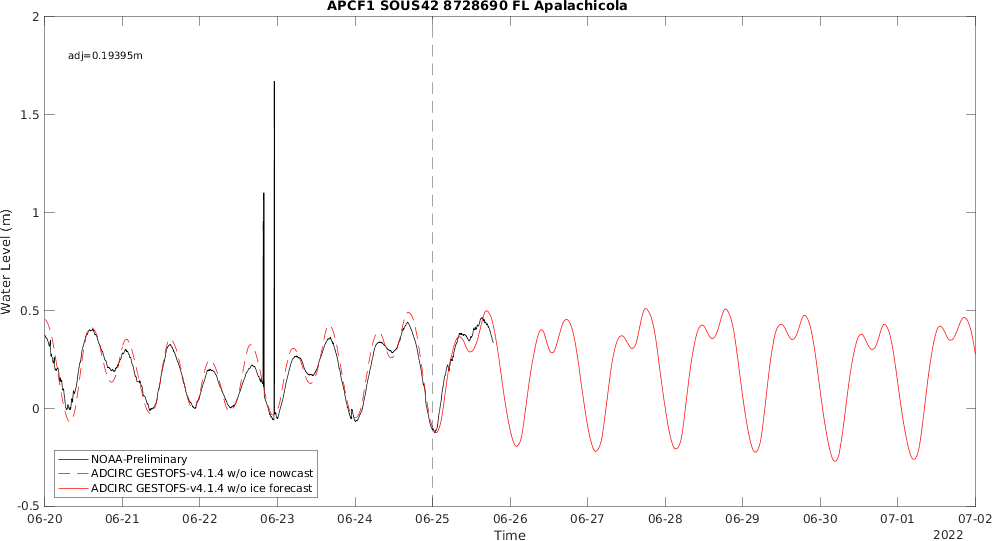 APCF1 SOUS42 8728690 FL Apalachicola
adj=0.19395m
Water Level (m)
2
1.5
1
0.5
0
-0.5
NOAA-Preliminary
ADCIRC GESTOFS-v4.1.4 w/o ice nowcast
ADCIRC GESTOFS-v4.1.4 w/o ice forecast
06-20 06-21 06-22 06-23 06-24 06-25 06-26 06-27 06-28 06-29 06-30 07-01 07-02
Time
2022